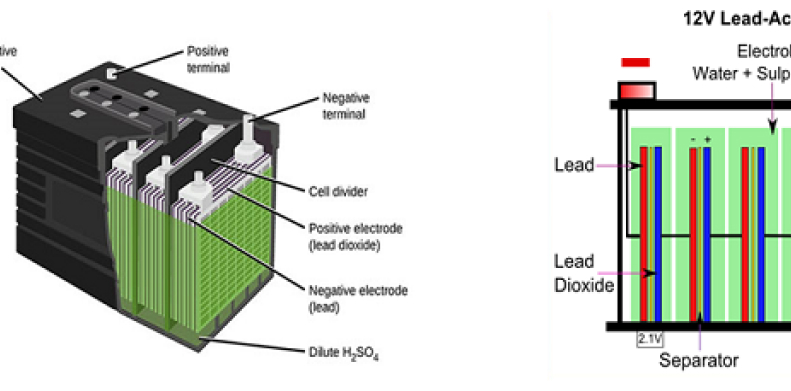 tive
Positive
terminal
Negative
terminal
Cell divider
Positive electrode
(lead dioxide)
Negative electrode
(lead)
Dilute H₂SO₄
12V Lead-Ac
Electrol
Water + Sulp
- +
Lead
Lead
Dioxide
2.1V
Separator